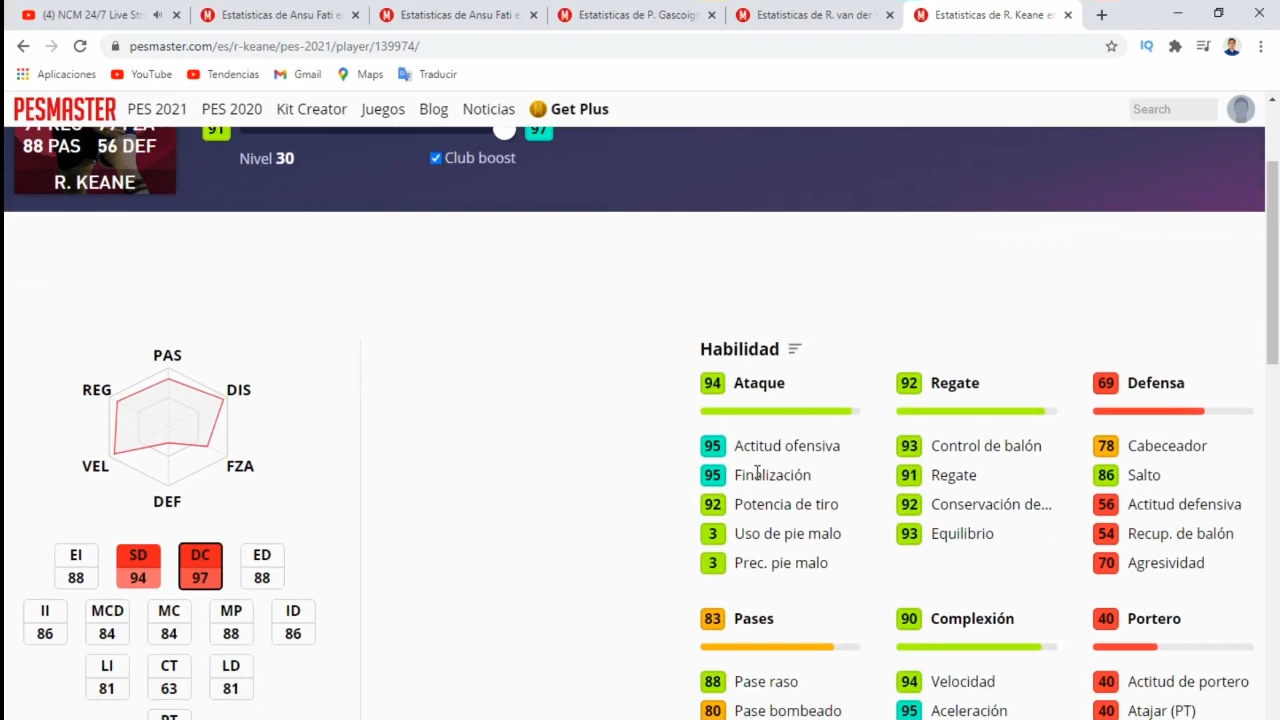 (4) NCM 24/7 Live Str
Estatisticas de Ansu Fati e
Estatisticas de Ansu Fati e
Estatisticas de P. Gascoign
Estatisticas de R. van der V
Estatisticas de R. Keane en
pesmaster.com/es/r-keane/pes-2021/player/139974/
IQ
Aplicaciones YouTube Tendencias Gmail Maps Traducir
PESMASTER PES 2021 PES 2020 Kit Creator Juegos Blog Noticias Get Plus Search
91 97
88 PAS 56 DEF
Nivel 30
Club boost
R. KEANE
PAS
REG DIS
VEL FZA
DEF
EI SD DC ED
88 94 97 88
II MCD MC MP ID
86 84 84 88 86
LI CT LD
81 63 81
PT
Habilidad
94 Ataque
95 Actitud ofensiva
95 Finalización
92 Potencia de tiro
3 Uso de pie malo
3 Prec. pie malo
92 Regate
93 Control de balón
91 Regate
92 Conservación de...
93 Equilibrio
69 Defensa
78 Cabeceador
86 Salto
56 Actitud defensiva
54 Recup. de balón
70 Agresividad
83 Pases
88 Pase raso
80 Pase bombeado
90 Complexión
94 Velocidad
95 Aceleración
40 Portero
40 Actitud de portero
40 Atajar (PT)